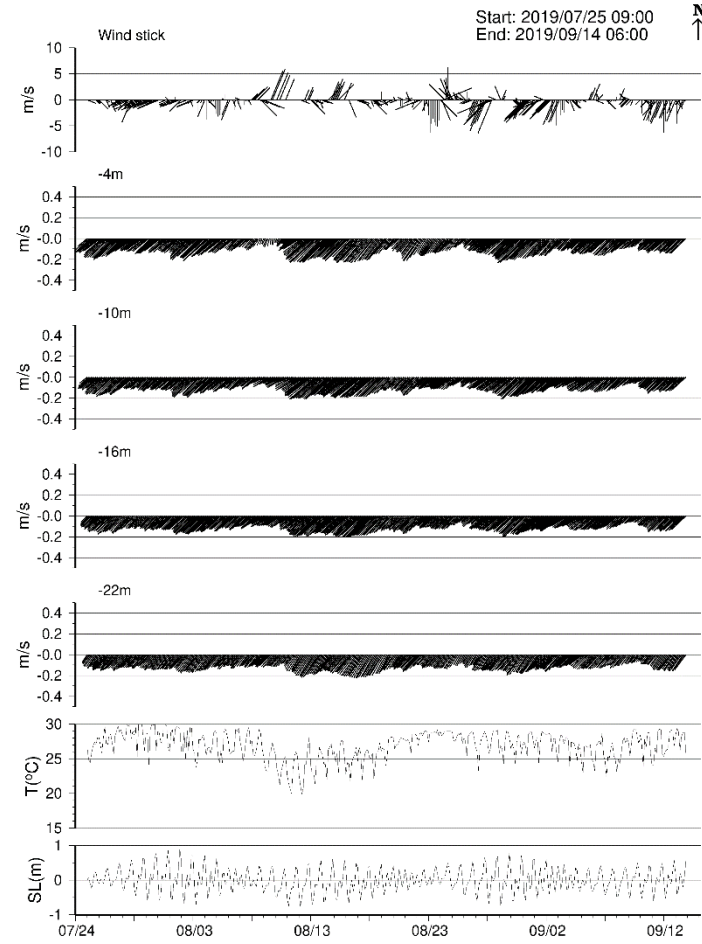 Start: 2019/07/25 09:00
End: 2019/09/14 06:00
N
Wind stick
10
5
0
-5
-10
m/s
-4m
0.4
0.2
-0.0
-0.2
-0.4
m/s
-10m
0.4
0.2
-0.0
-0.2
-0.4
m/s
-16m
0.4
0.2
-0.0
-0.2
-0.4
m/s
-22m
0.4
0.2
-0.0
-0.2
-0.4
m/s
30
25
20
15
T(°C)
1
0
-1
SL(m)
07/24 08/03 08/13 08/23 09/02 09/12